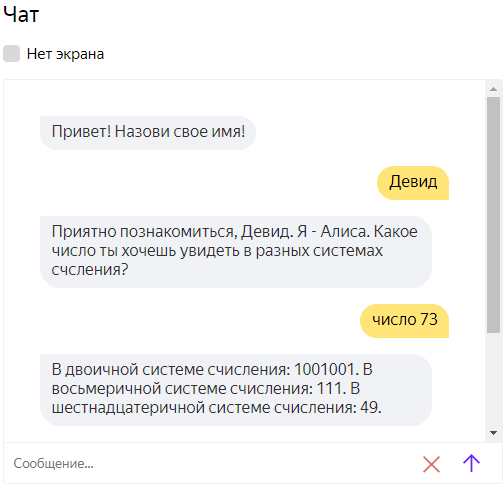 Чат
Нет экрана
Привет! Назови свое имя!
Девид
Приятно познакомиться, Девид. Я - Алиса. Какое
число ты хочешь увидеть в разных системах
счсления?
число 73
В двоичной системе счисления: 1001001. В
восьмеричной системе счисления: 111. В
шестнадцатеричной системе счисления: 49.
Сообщение...